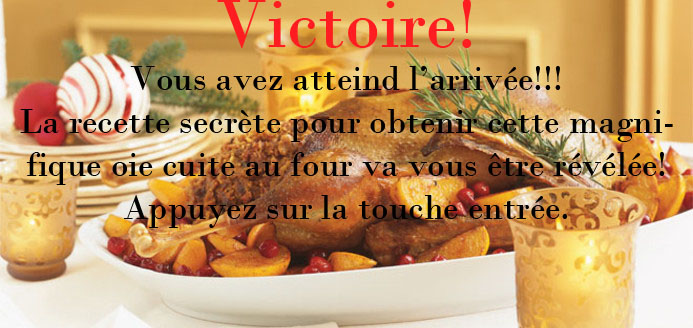 Victoire!
Vous avez atteind l'arrivée!!!
La recette secrète pour obtenir cette magni-
fique oie cuite au four va vous être révélée!
Appuyez sur la touche entrée.